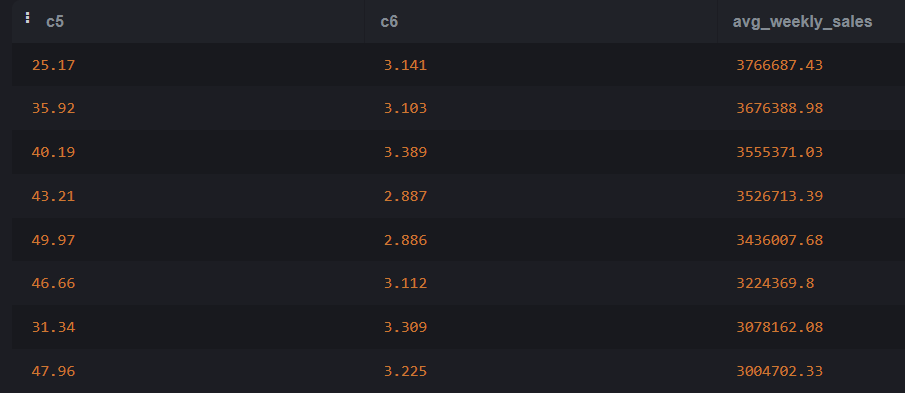 c5 c6 avg_weekly_sales
25.17 3.141 3766687.43
35.92 3.103 3676388.98
40.19 3.389 3555371.03
43.21 2.887 3526713.39
49.97 2.886 3436007.68
46.66 3.112 3224369.8
31.34 3.309 3078162.08
47.96 3.225 3004702.33